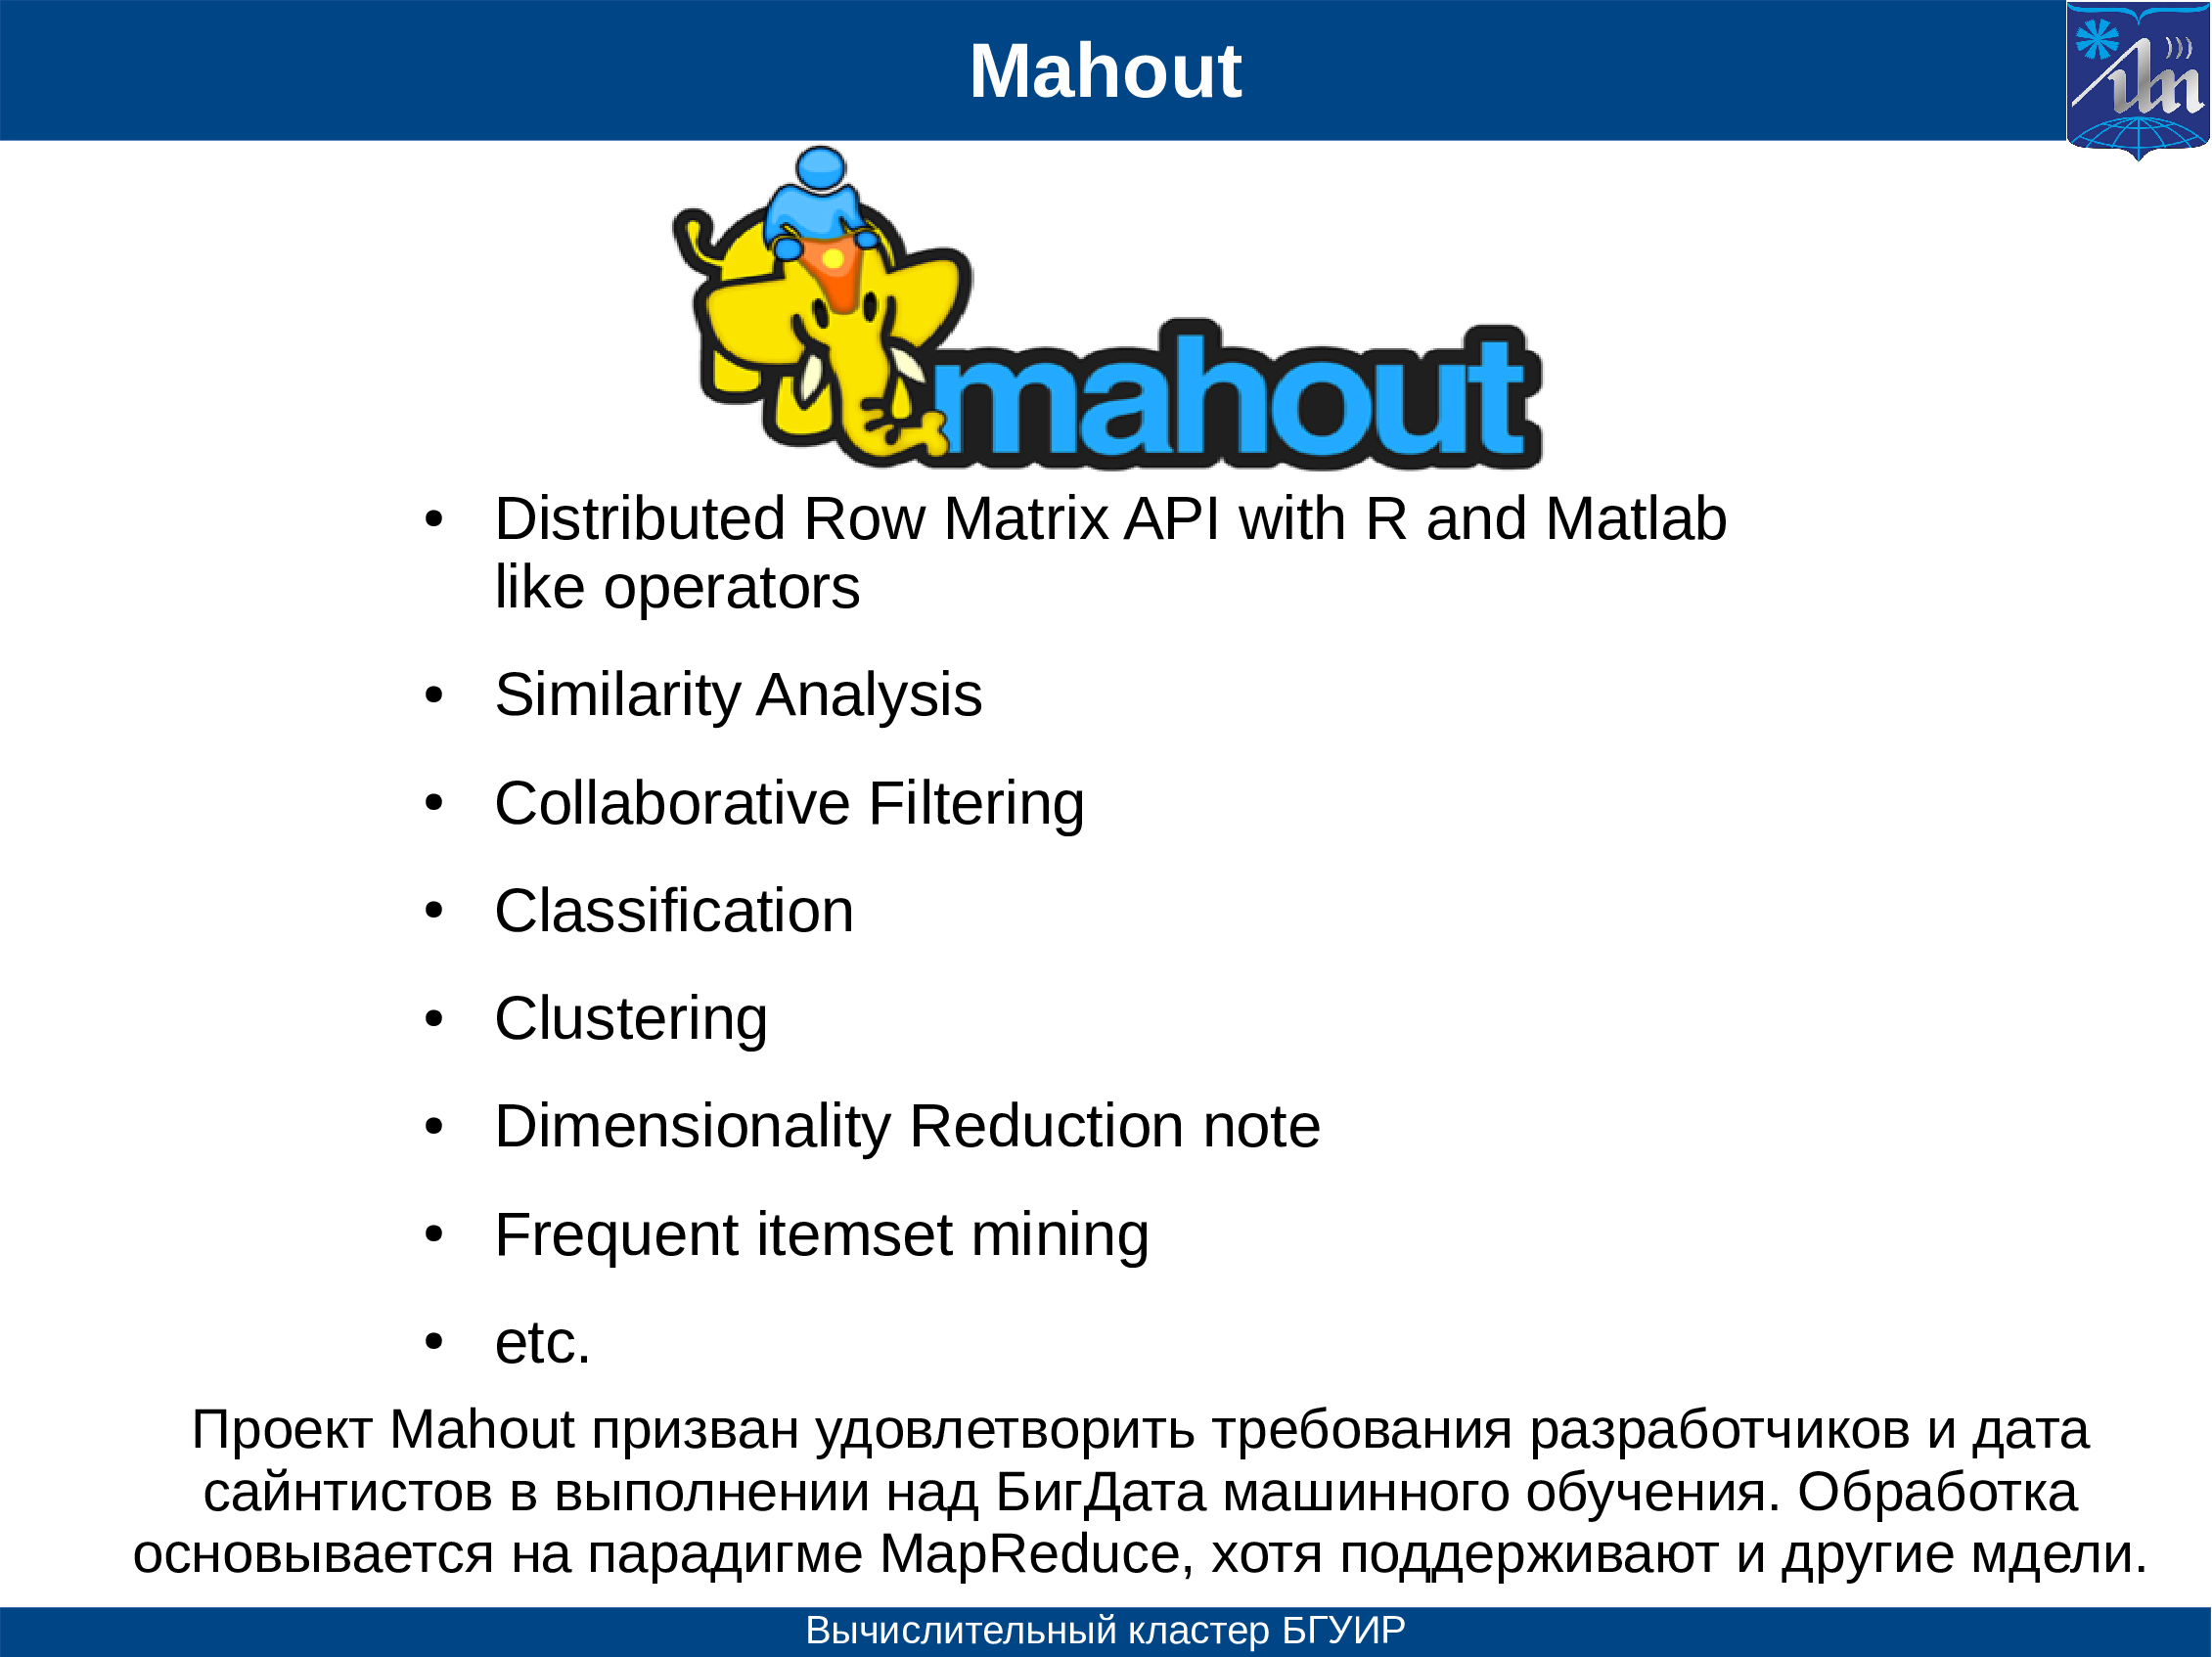 Mahout
mahout
• Distributed Row Matrix API with R and Matlab
like operators
• Similarity Analysis
• Collaborative Filtering
• Classification
• Clustering
• Dimensionality Reduction note
• Frequent itemset mining
• etc.
Проект Mahout призван удовлетворить требования разработчиков и дата
сайнтистов в выполнении над БигДата машинного обучения. Обработка
основывается на парадигме MapReduce, хотя поддерживают и другие мдели.
Вычислительный кластер БГУИР